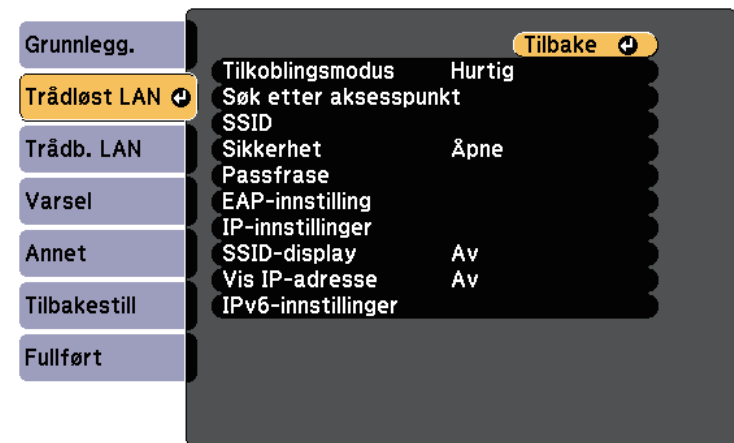 Grunnlegg.
Trådløst LAN
Trådb. LAN
Varsel
Annet
Tilbakestill
Fullført
Tilbake
Tilkoblingsmodus Hurtig
Søk etter aksesspunkt
SSID
Sikkerhet Åpne
Passfrase
EAP-innstilling
IP-innstillinger
SSID-display Av
Vis IP-adresse Av
IPv6-innstillinger